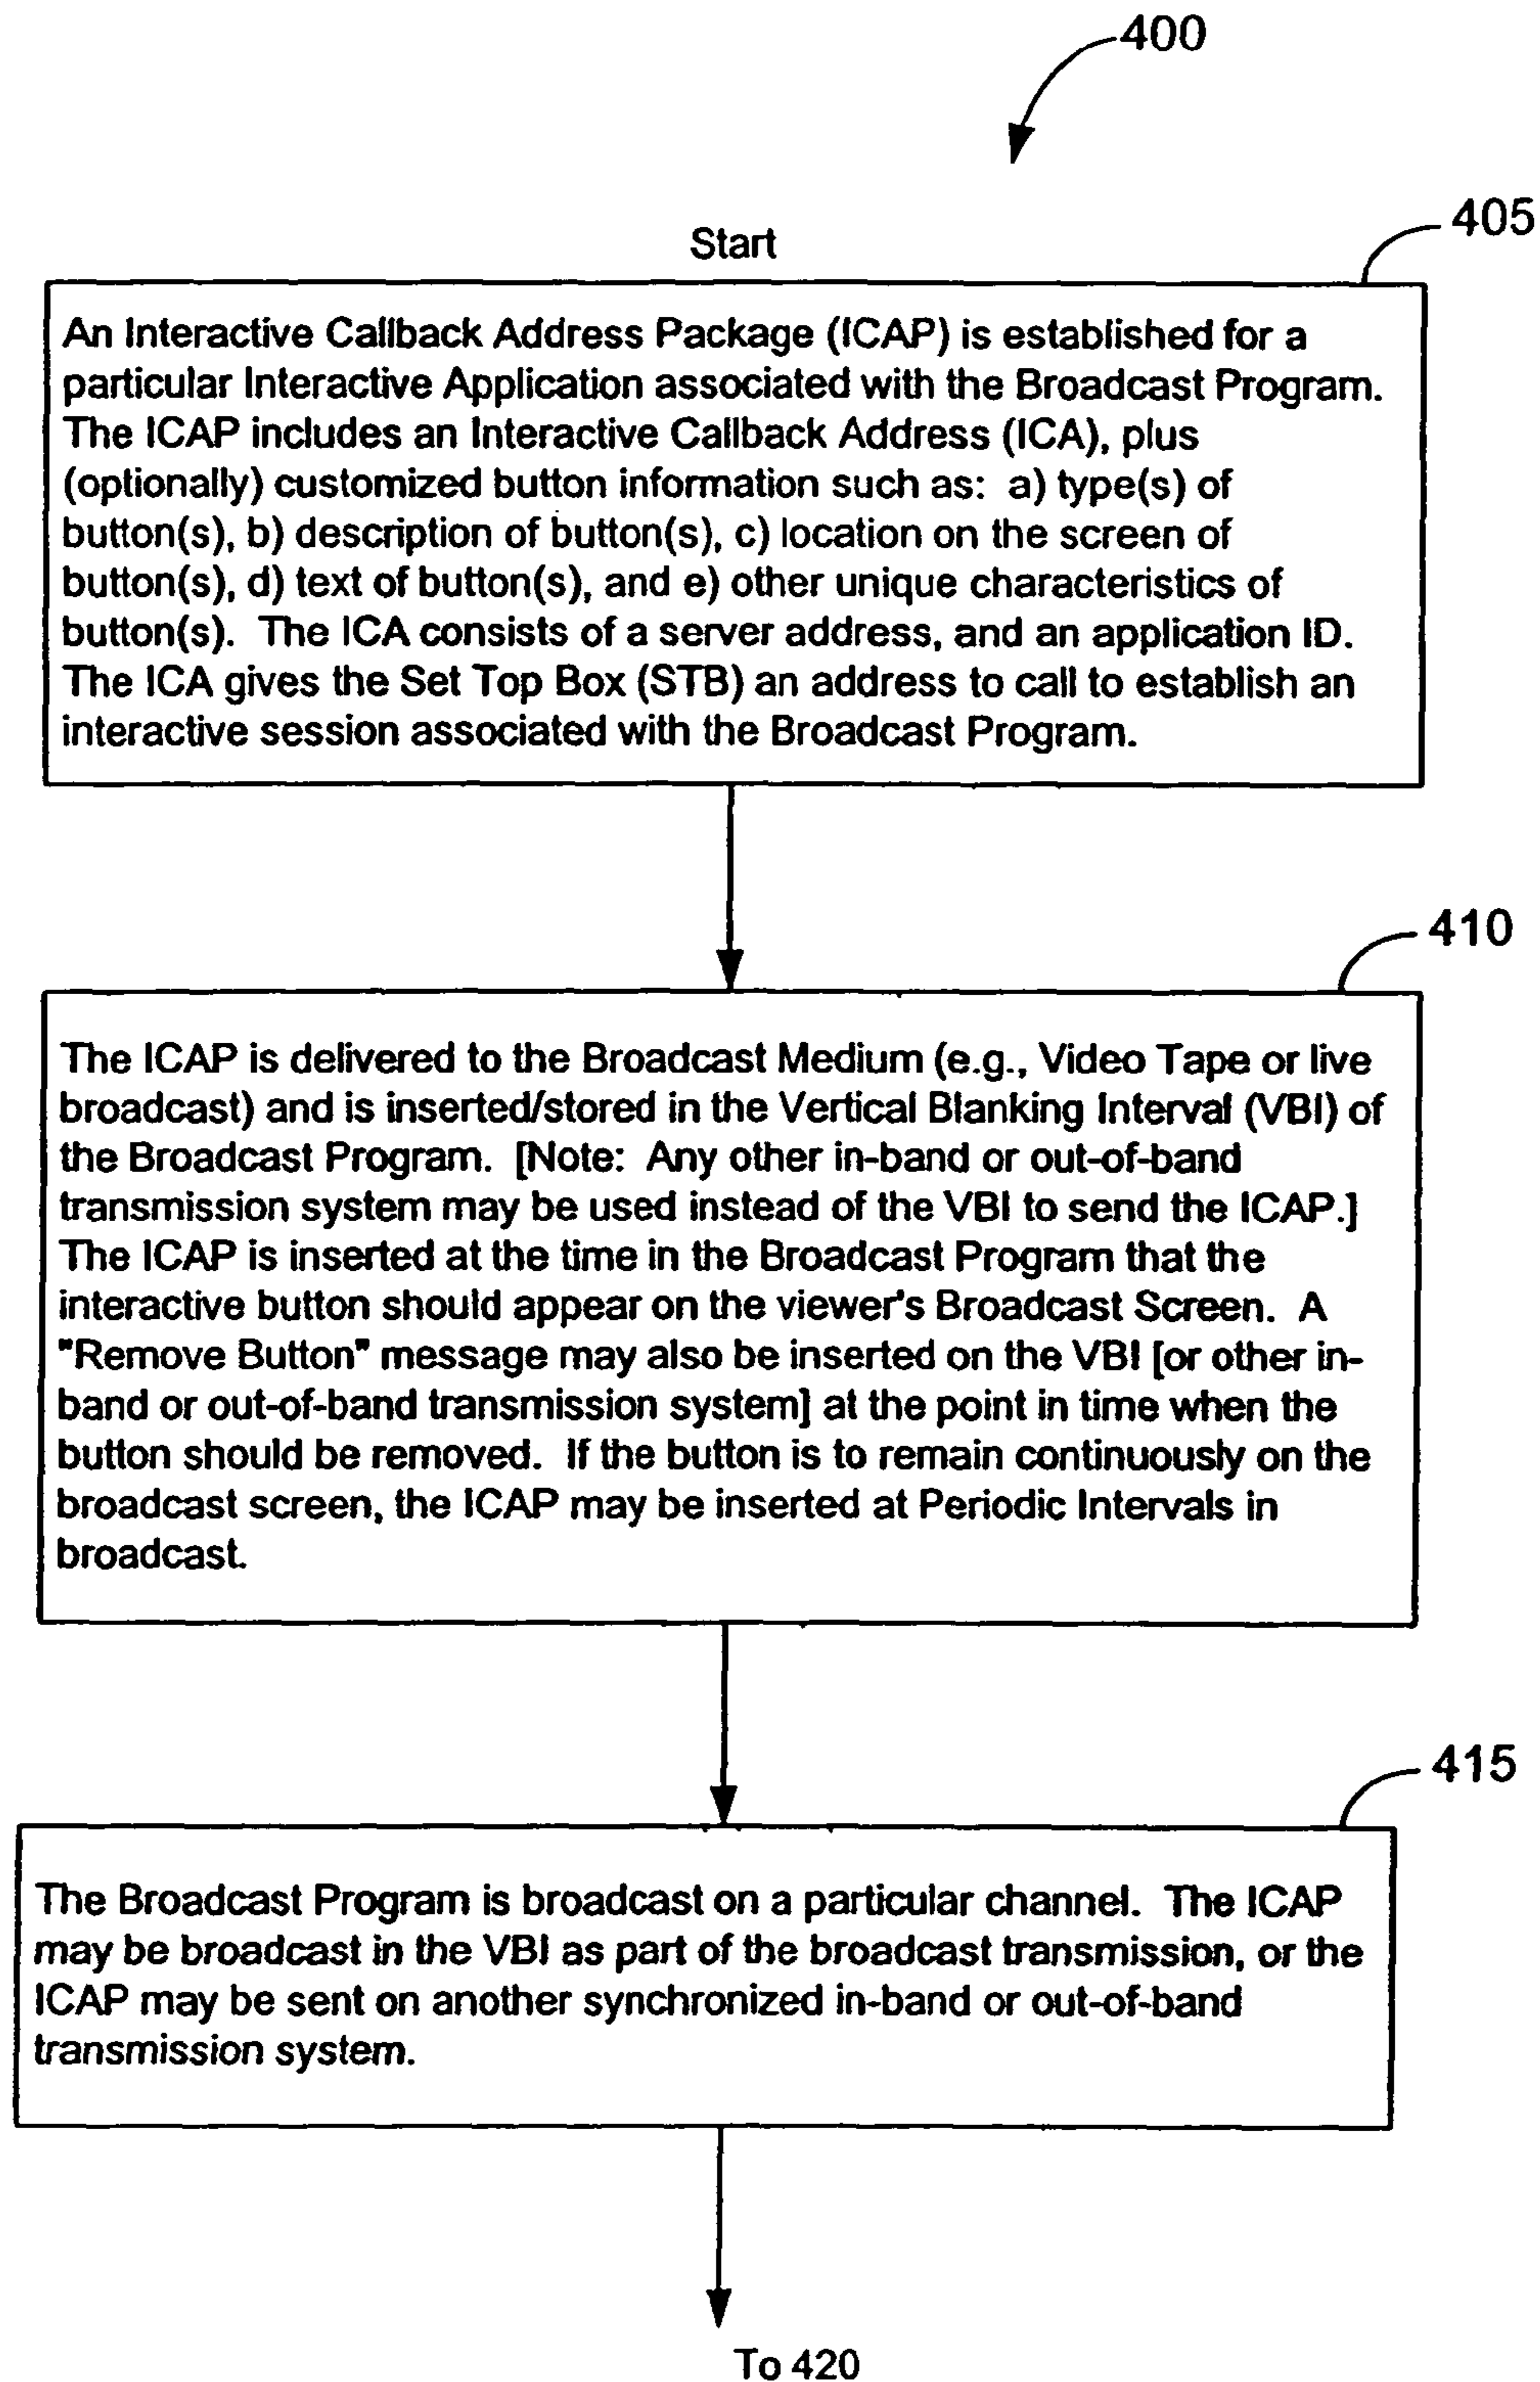 400
405
Start
An Interactive Callback Address Package (ICAP) is established for a
particular Interactive Application associated with the Broadcast Program.
The ICAP includes an Interactive Callback Address (ICA), plus
(optionally) customized button information such as: a) type(s) of
button(s), b) description of button(s), c) location on the screen of
button(s), d) text of button(s), and e) other unique characteristics of
button(s). The ICA consists of a server address, and an application ID.
The ICA gives the Set Top Box (STB) an address to call to establish an
interactive session associated with the Broadcast Program.
410
The ICAP is delivered to the Broadcast Medium (e.g., Video Tape or live
broadcast) and is inserted/stored in the Vertical Blanking Interval (VBI) of
the Broadcast Program. [Note: Any other in-band or out-of-band
transmission system may be used instead of the VBI to send the ICAP.]
The ICAP is inserted at the time in the Broadcast Program that the
interactive button should appear on the viewer's Broadcast Screen. A
"Remove Button" message may also be inserted on the VBI [or other in-
band or out-of-band transmission system] at the point in time when the
button should be removed. If the button is to remain continuously on the
broadcast screen, the ICAP may be inserted at Periodic Intervals in
broadcast.
415
The Broadcast Program is broadcast on a particular channel. The ICAP
may be broadcast in the VBI as part of the broadcast transmission, or the
ICAP may be sent on another synchronized in-band or out-of-band
transmission system.
To 420